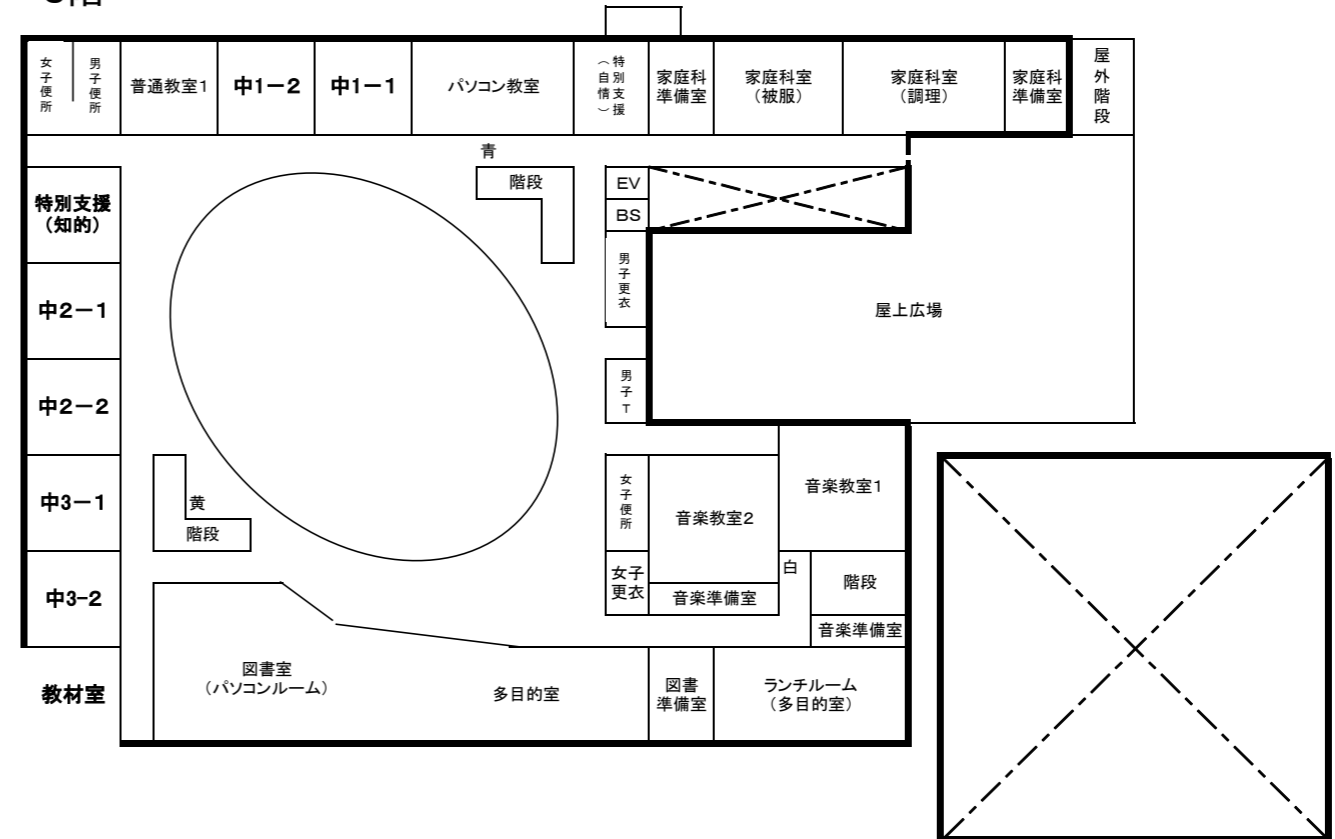 女子便所
男子便所
普通教室1
中1－2
中1－1
パソコン教室
特別支援
（自情）
家庭科
準備室
家庭科室
（被服）
家庭科室
（調理）
家庭科
準備室
屋外階段
青
階段
特別支援
（知的）
EV
BS
男子更衣
中2－1
屋上広場
中2－2
男子T
中3－1
黄
階段
女子便所
音楽教室2
音楽教室1
中3-2
女子
更衣
音楽準備室
白
階段
音楽準備室
教材室
図書室
（パソコンルーム）
多目的室
図書
準備室
ランチルーム
（多目的室）